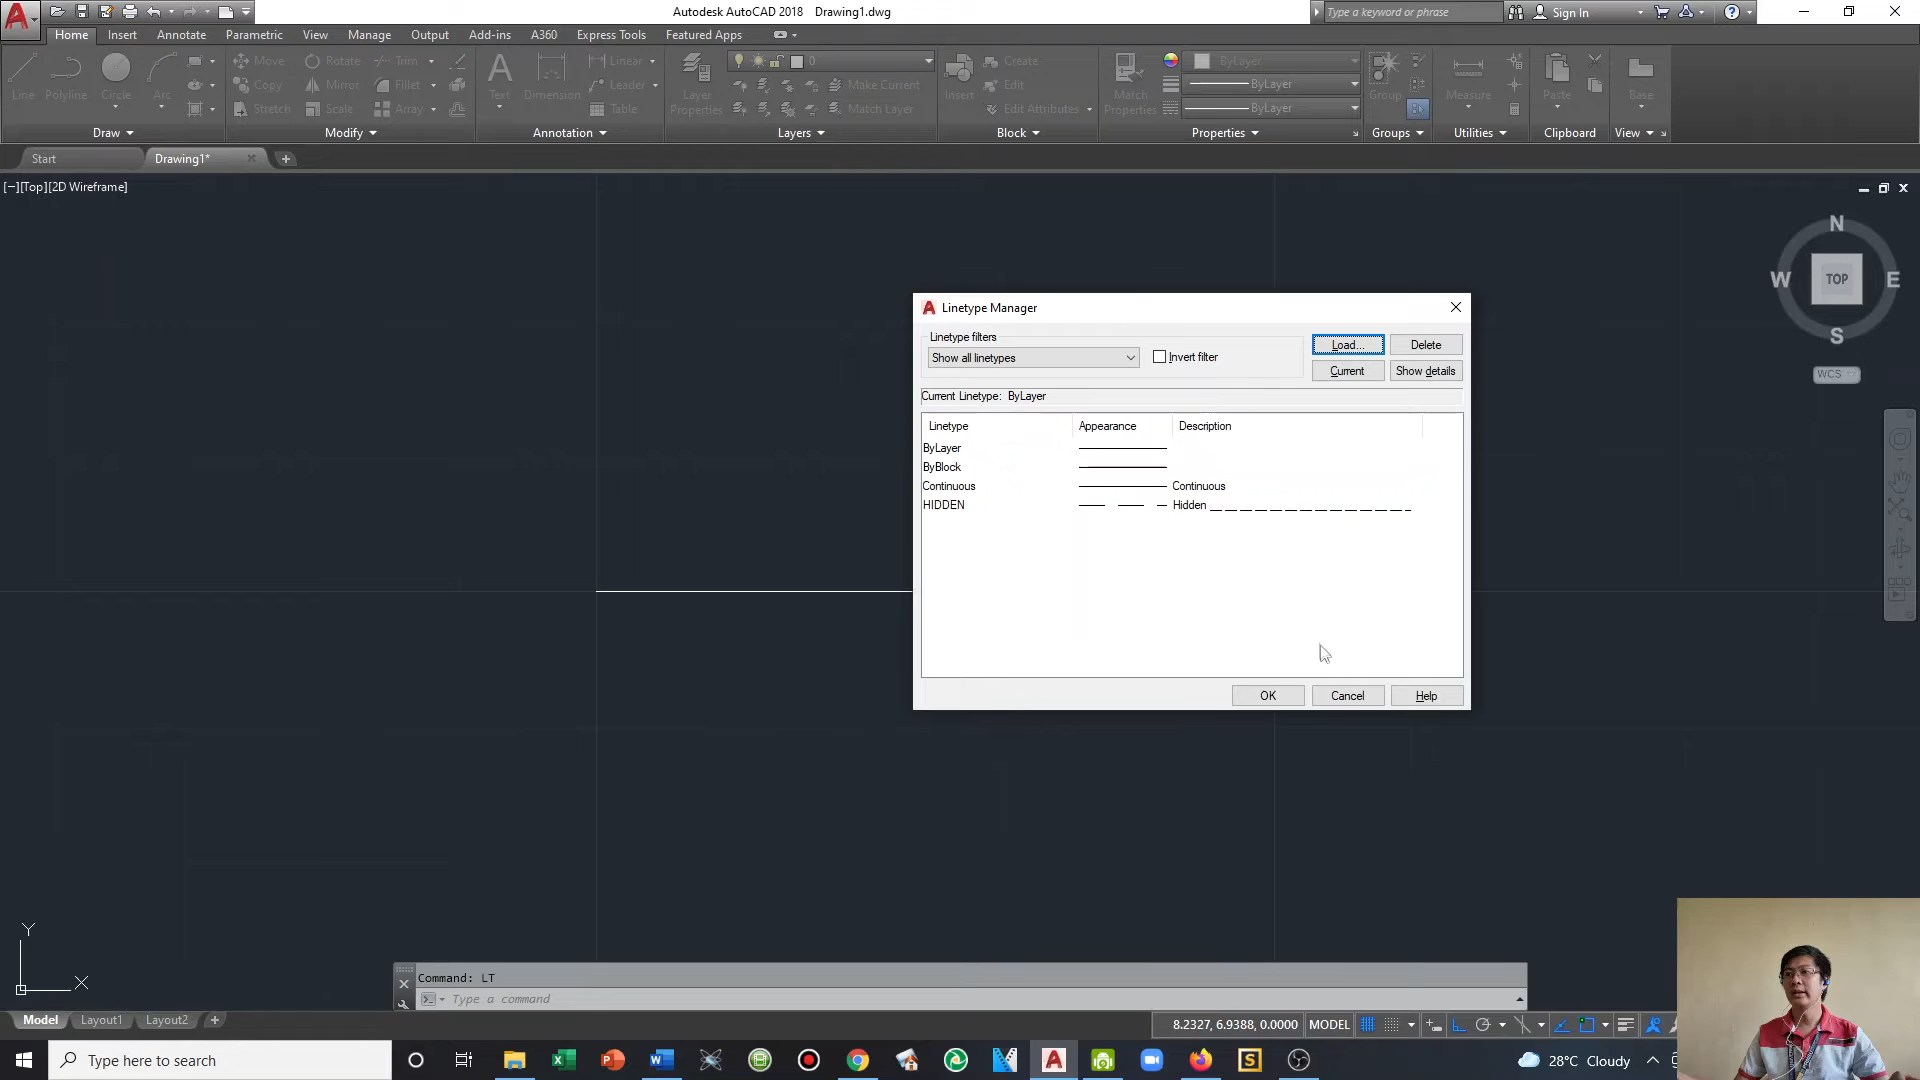 Autodesk AutoCAD 2018 Drawing1.dwg
Type a keyword or phrase
Sign In
Home Insert Annotate Parametric View Manage Output Add-ins A360 Express Tools Featured Apps
Line
Polyline
Circle
Arc
Draw
Move Rotate Trim
Copy Mirror Fillet
Stretch Scale Array
Modify
Text
Dimension
Linear
Leader
Table
Annotation
Layer Properties
0
Make Current
Match Layer
Layers
Insert
Create
Edit
Edit Attributes
Block
Match Properties
ByLayer
ByLayer
ByLayer
Properties
Group
Groups
Measure
Utilities
Paste
Clipboard
Base
View
Start
Drawing1*
[−][Top][2D Wireframe]
N
W TOP E
S
WCS
Linetype Manager
Linetype filters
Show all linetypes
Invert filter
Load...
Delete
Current
Show details
Current Linetype: ByLayer
Linetype Appearance Description
ByLayer
ByBlock
Continuous Continuous
HIDDEN Hidden _ _ _ _ _ _ _ _ _ _ _ _ _ _
OK Cancel Help
Y
X
Command: LT
Type a command
Model Layout1 Layout2
8.2327, 6.9388, 0.0000 MODEL
Type here to search
28°C Cloudy